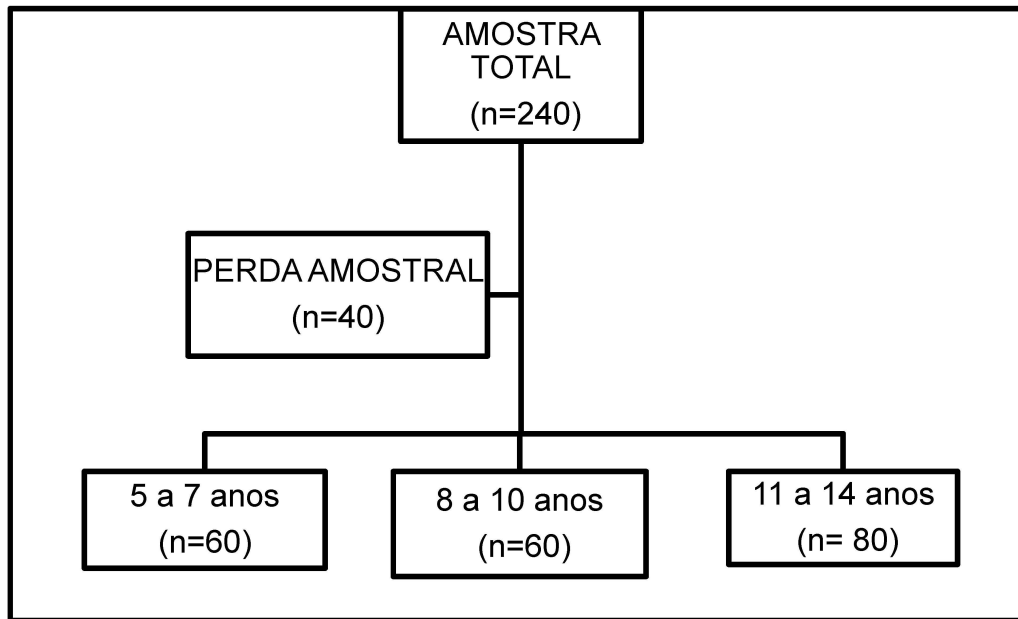 AMOSTRA
TOTAL
(n=240)
PERDA AMOSTRAL
(n=40)
5 a 7 anos
(n=60)
8 a 10 anos
(n=60)
11 a 14 anos
(n= 80)